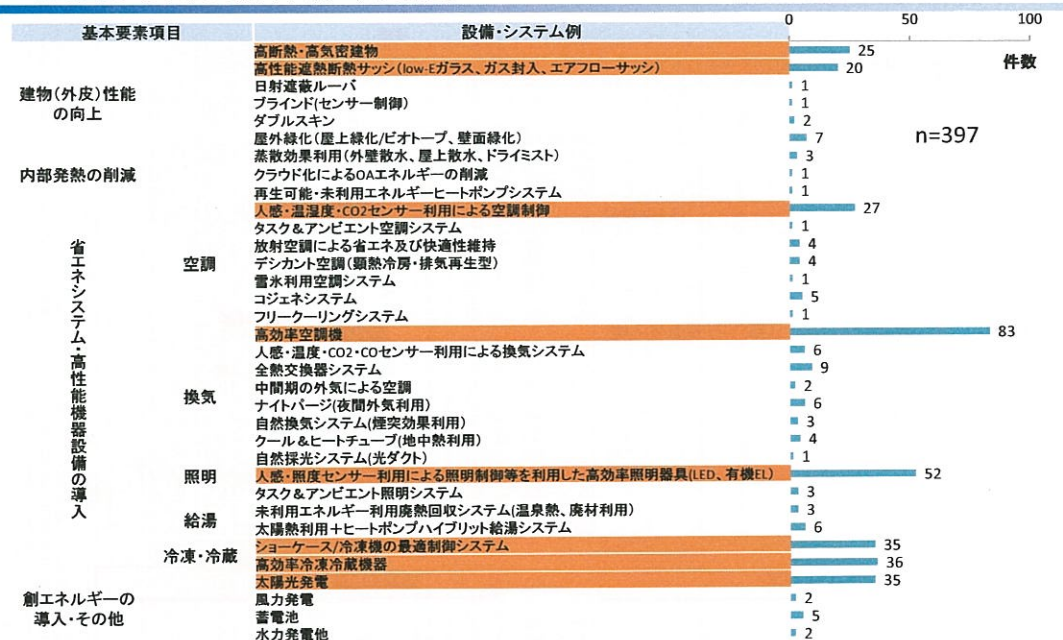 0 50 100
基本要素項目 設備・システム例
件数
n=397
建物(外皮)性能
の向上
高断熱・高気密建物 25
高性能遮熱断熱サッシ(low-Eガラス、ガス封入、エアフローサッシ) 20
日射遮蔽ルーバ 1
ブラインド(センサー制御) 1
ダブルスキン 2
屋外緑化(屋上緑化/ビオトープ、壁面緑化) 7
蒸散効果利用(外壁散水、屋上散水、ドライミスト) 3
内部発熱の削減
クラウド化によるOAエネルギーの削減 1
再生可能・未利用エネルギーヒートポンプシステム 1
省エネシステム・高性能機器設備の導入
空調
人感・温湿度・CO2センサー利用による空調制御 27
タスク&アンビエント空調システム 1
放射空調による省エネ及び快適性維持 4
デシカント空調(顕熱冷房・排気再生型) 4
雪氷利用空調システム 1
コジェネシステム 5
フリークーリングシステム 1
高効率空調機 83
換気
人感・温度・CO2・COセンサー利用による換気システム 6
全熱交換器システム 9
中間期の外気による空調 2
ナイトパージ(夜間外気利用) 6
自然換気システム(煙突効果利用) 3
クール&ヒートチューブ(地中熱利用) 4
自然採光システム(光ダクト) 1
照明
人感・照度センサー利用による照明制御等を利用した高効率照明器具(LED、有機EL) 52
タスク&アンビエント照明システム 3
給湯
未利用エネルギー利用廃熱回収システム(温泉熱、廃材利用) 3
太陽熱利用+ヒートポンプハイブリット給湯システム 6
冷凍・冷蔵
ショーケース/冷凍機の最適制御システム 35
高効率冷凍冷蔵機器 36
太陽光発電 35
創エネルギーの
導入・その他
風力発電 2
蓄電池 5
水力発電他 2